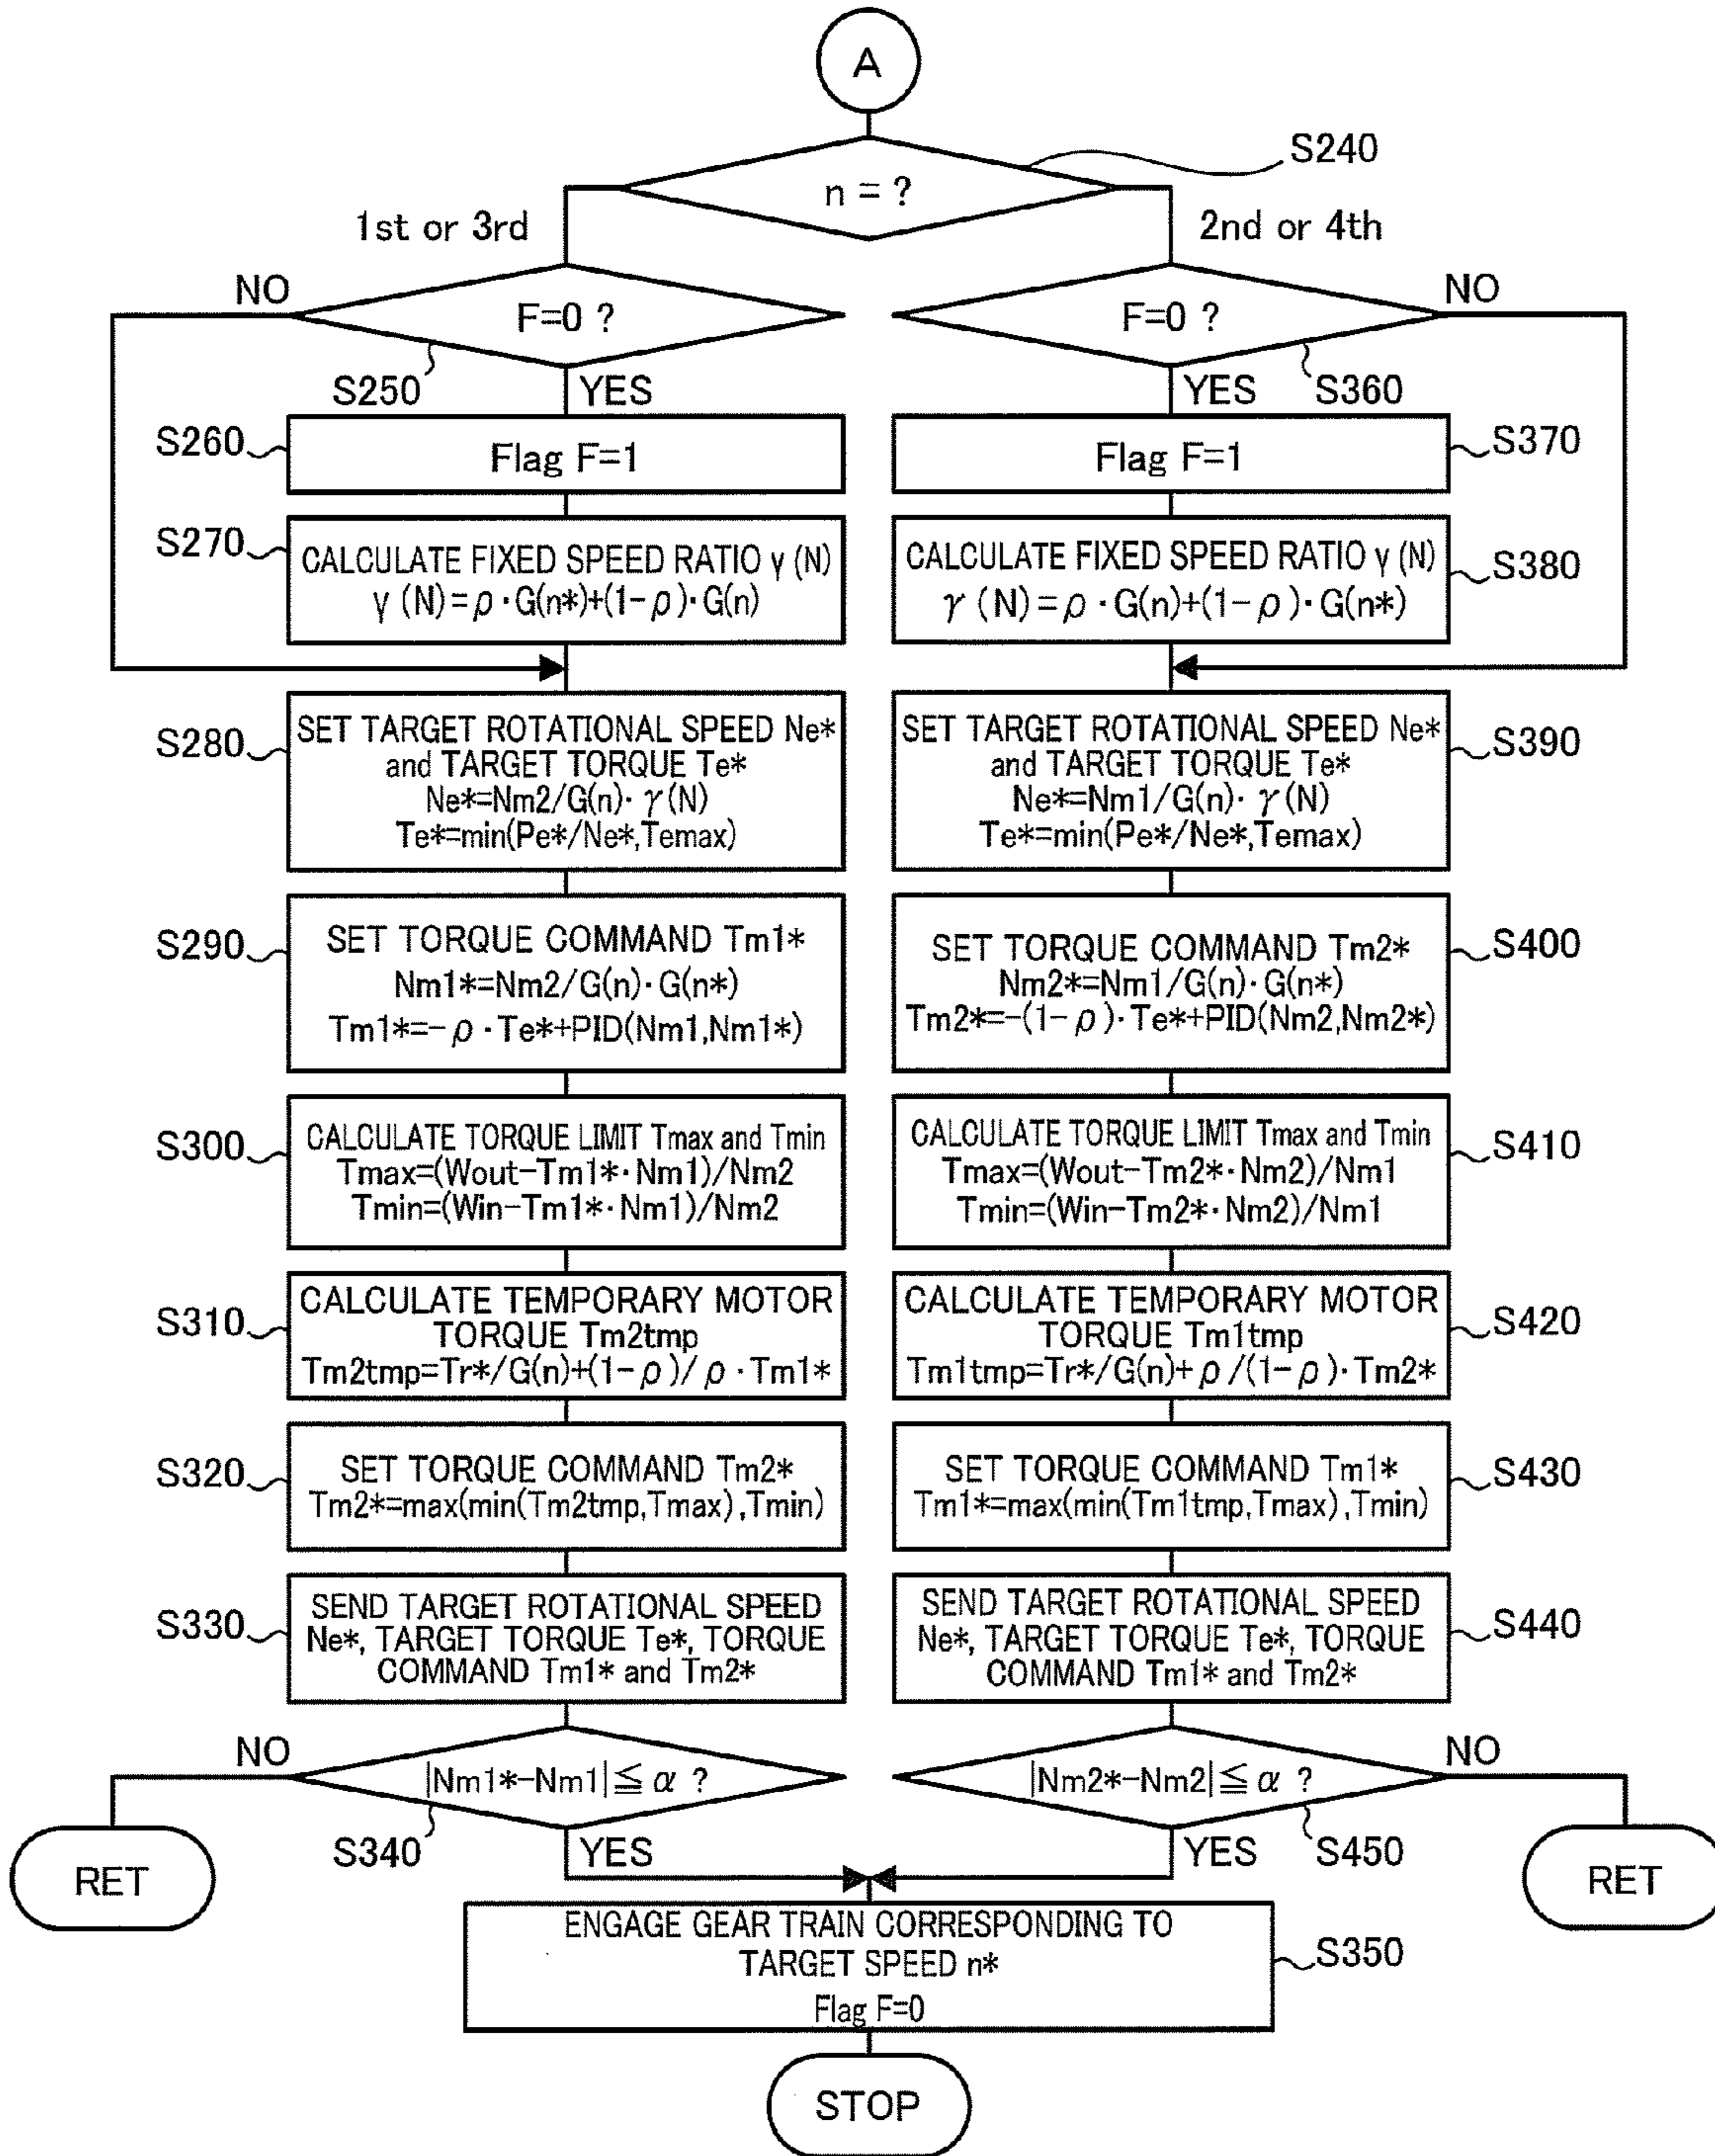 A
S240
n = ?
1st or 3rd
2nd or 4th
NO
F=0 ?
S250
YES
S260
Flag F=1
S270
CALCULATE FIXED SPEED RATIO γ (N)
γ (N)=ρ・G(n*)+(1-ρ)・G(n)
S280
SET TARGET ROTATIONAL SPEED Ne*
and TARGET TORQUE Te*
Ne*=Nm2/G(n)・γ(N)
Te*=min(Pe*/Ne*,Temax)
S290
SET TORQUE COMMAND Tm1*
Nm1*=Nm2/G(n)・G(n*)
Tm1*=-ρ・Te*+PID(Nm1,Nm1*)
S300
CALCULATE TORQUE LIMIT Tmax and Tmin
Tmax=(Wout-Tm1*・Nm1)/Nm2
Tmin=(Win-Tm1*・Nm1)/Nm2
S310
CALCULATE TEMPORARY MOTOR
TORQUE Tm2tmp
Tm2tmp=Tr*/G(n)+(1-ρ)/ρ・Tm1*
S320
SET TORQUE COMMAND Tm2*
Tm2*=max(min(Tm2tmp,Tmax),Tmin)
S330
SEND TARGET ROTATIONAL SPEED
Ne*, TARGET TORQUE Te*, TORQUE
COMMAND Tm1* and Tm2*
NO
|Nm1*-Nm1|≦α ?
S340
YES
RET
F=0 ?
NO
S360
YES
Flag F=1
S370
CALCULATE FIXED SPEED RATIO γ (N)
γ (N)=ρ・G(n)+(1-ρ)・G(n*)
S380
SET TARGET ROTATIONAL SPEED Ne*
and TARGET TORQUE Te*
Ne*=Nm1/G(n)・γ(N)
Te*=min(Pe*/Ne*,Temax)
S390
SET TORQUE COMMAND Tm2*
Nm2*=Nm1/G(n)・G(n*)
Tm2*=-(1-ρ)・Te*+PID(Nm2,Nm2*)
S400
CALCULATE TORQUE LIMIT Tmax and Tmin
Tmax=(Wout-Tm2*・Nm2)/Nm1
Tmin=(Win-Tm2*・Nm2)/Nm1
S410
CALCULATE TEMPORARY MOTOR
TORQUE Tm1tmp
Tm1tmp=Tr*/G(n)+ρ/(1-ρ)・Tm2*
S420
SET TORQUE COMMAND Tm1*
Tm1*=max(min(Tm1tmp,Tmax),Tmin)
S430
SEND TARGET ROTATIONAL SPEED
Ne*, TARGET TORQUE Te*, TORQUE
COMMAND Tm1* and Tm2*
S440
|Nm2*-Nm2|≦α ?
NO
YES
S450
RET
ENGAGE GEAR TRAIN CORRESPONDING TO
TARGET SPEED n*
Flag F=0
S350
STOP